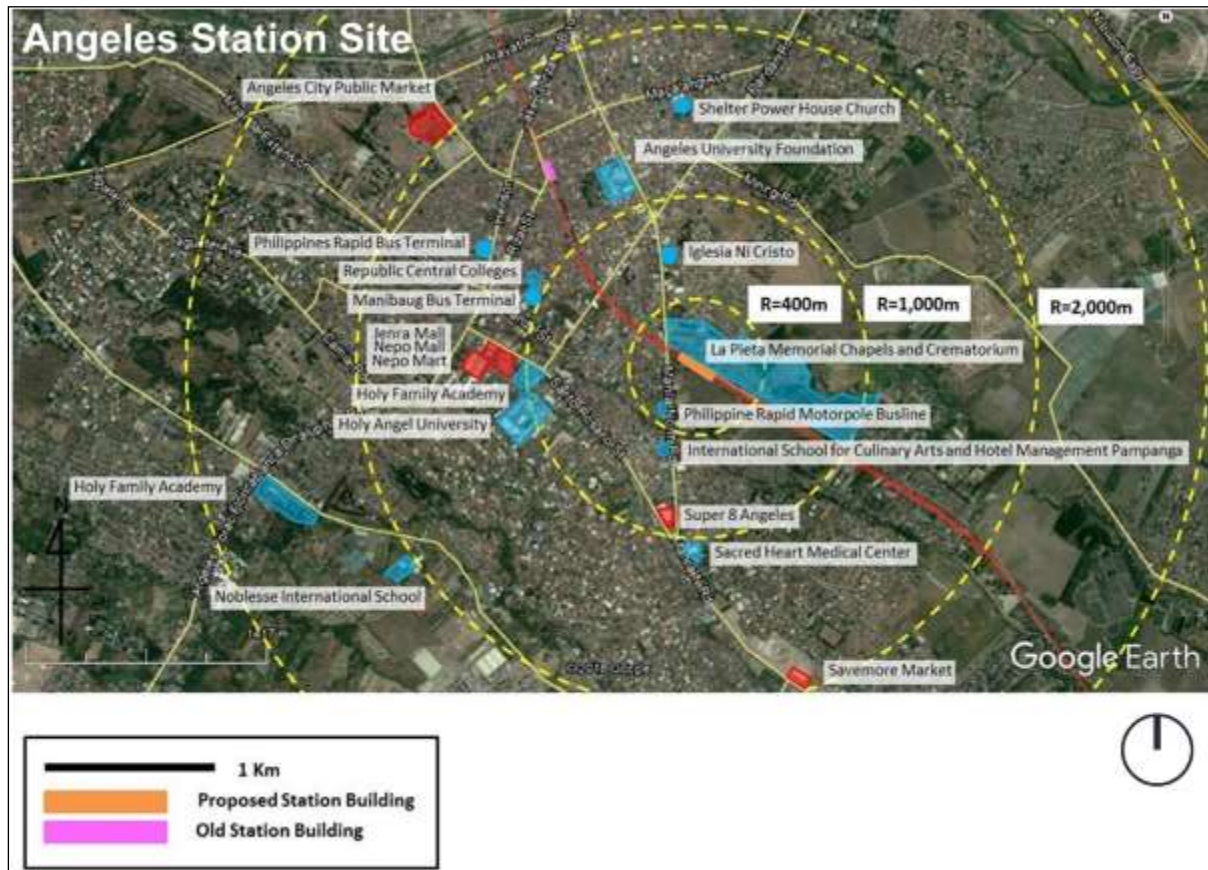 Angeles Station Site
Angeles City Public Market
Shelter Power House Church
Angeles University Foundation
Philippines Rapid Bus Terminal
Iglesia Ni Cristo
Republic Central Colleges
Manibaug Bus Terminal
R=400m
R=1,000m
R=2,000m
Jenra Mall
Nepo Mall
Nepo Mart
La Pieta Memorial Chapels and Crematorium
Holy Family Academy
Philippine Rapid Motorpole Busline
Holy Angel University
International School for Culinary Arts and Hotel Management Pampanga
Holy Family Academy
Super 8 Angeles
Sacred Heart Medical Center
Noblesse International School
N
Google Earth
Savemore Market
1 Km
Proposed Station Building
Old Station Building